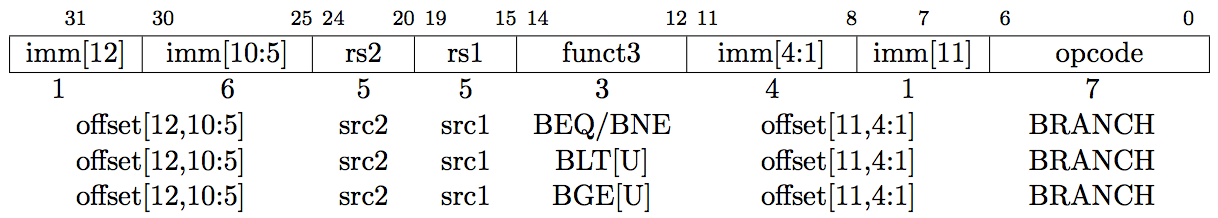 31 30 25 24 20 19 15 14 12 11 8 7 6 0
imm[12] imm[10:5] rs2 rs1 funct3 imm[4:1] imm[11] opcode
1 6 5 5 3 4 1 7
offset[12,10:5] src2 src1 BEQ/BNE offset[11,4:1] BRANCH
offset[12,10:5] src2 src1 BLT[U] offset[11,4:1] BRANCH
offset[12,10:5] src2 src1 BGE[U] offset[11,4:1] BRANCH